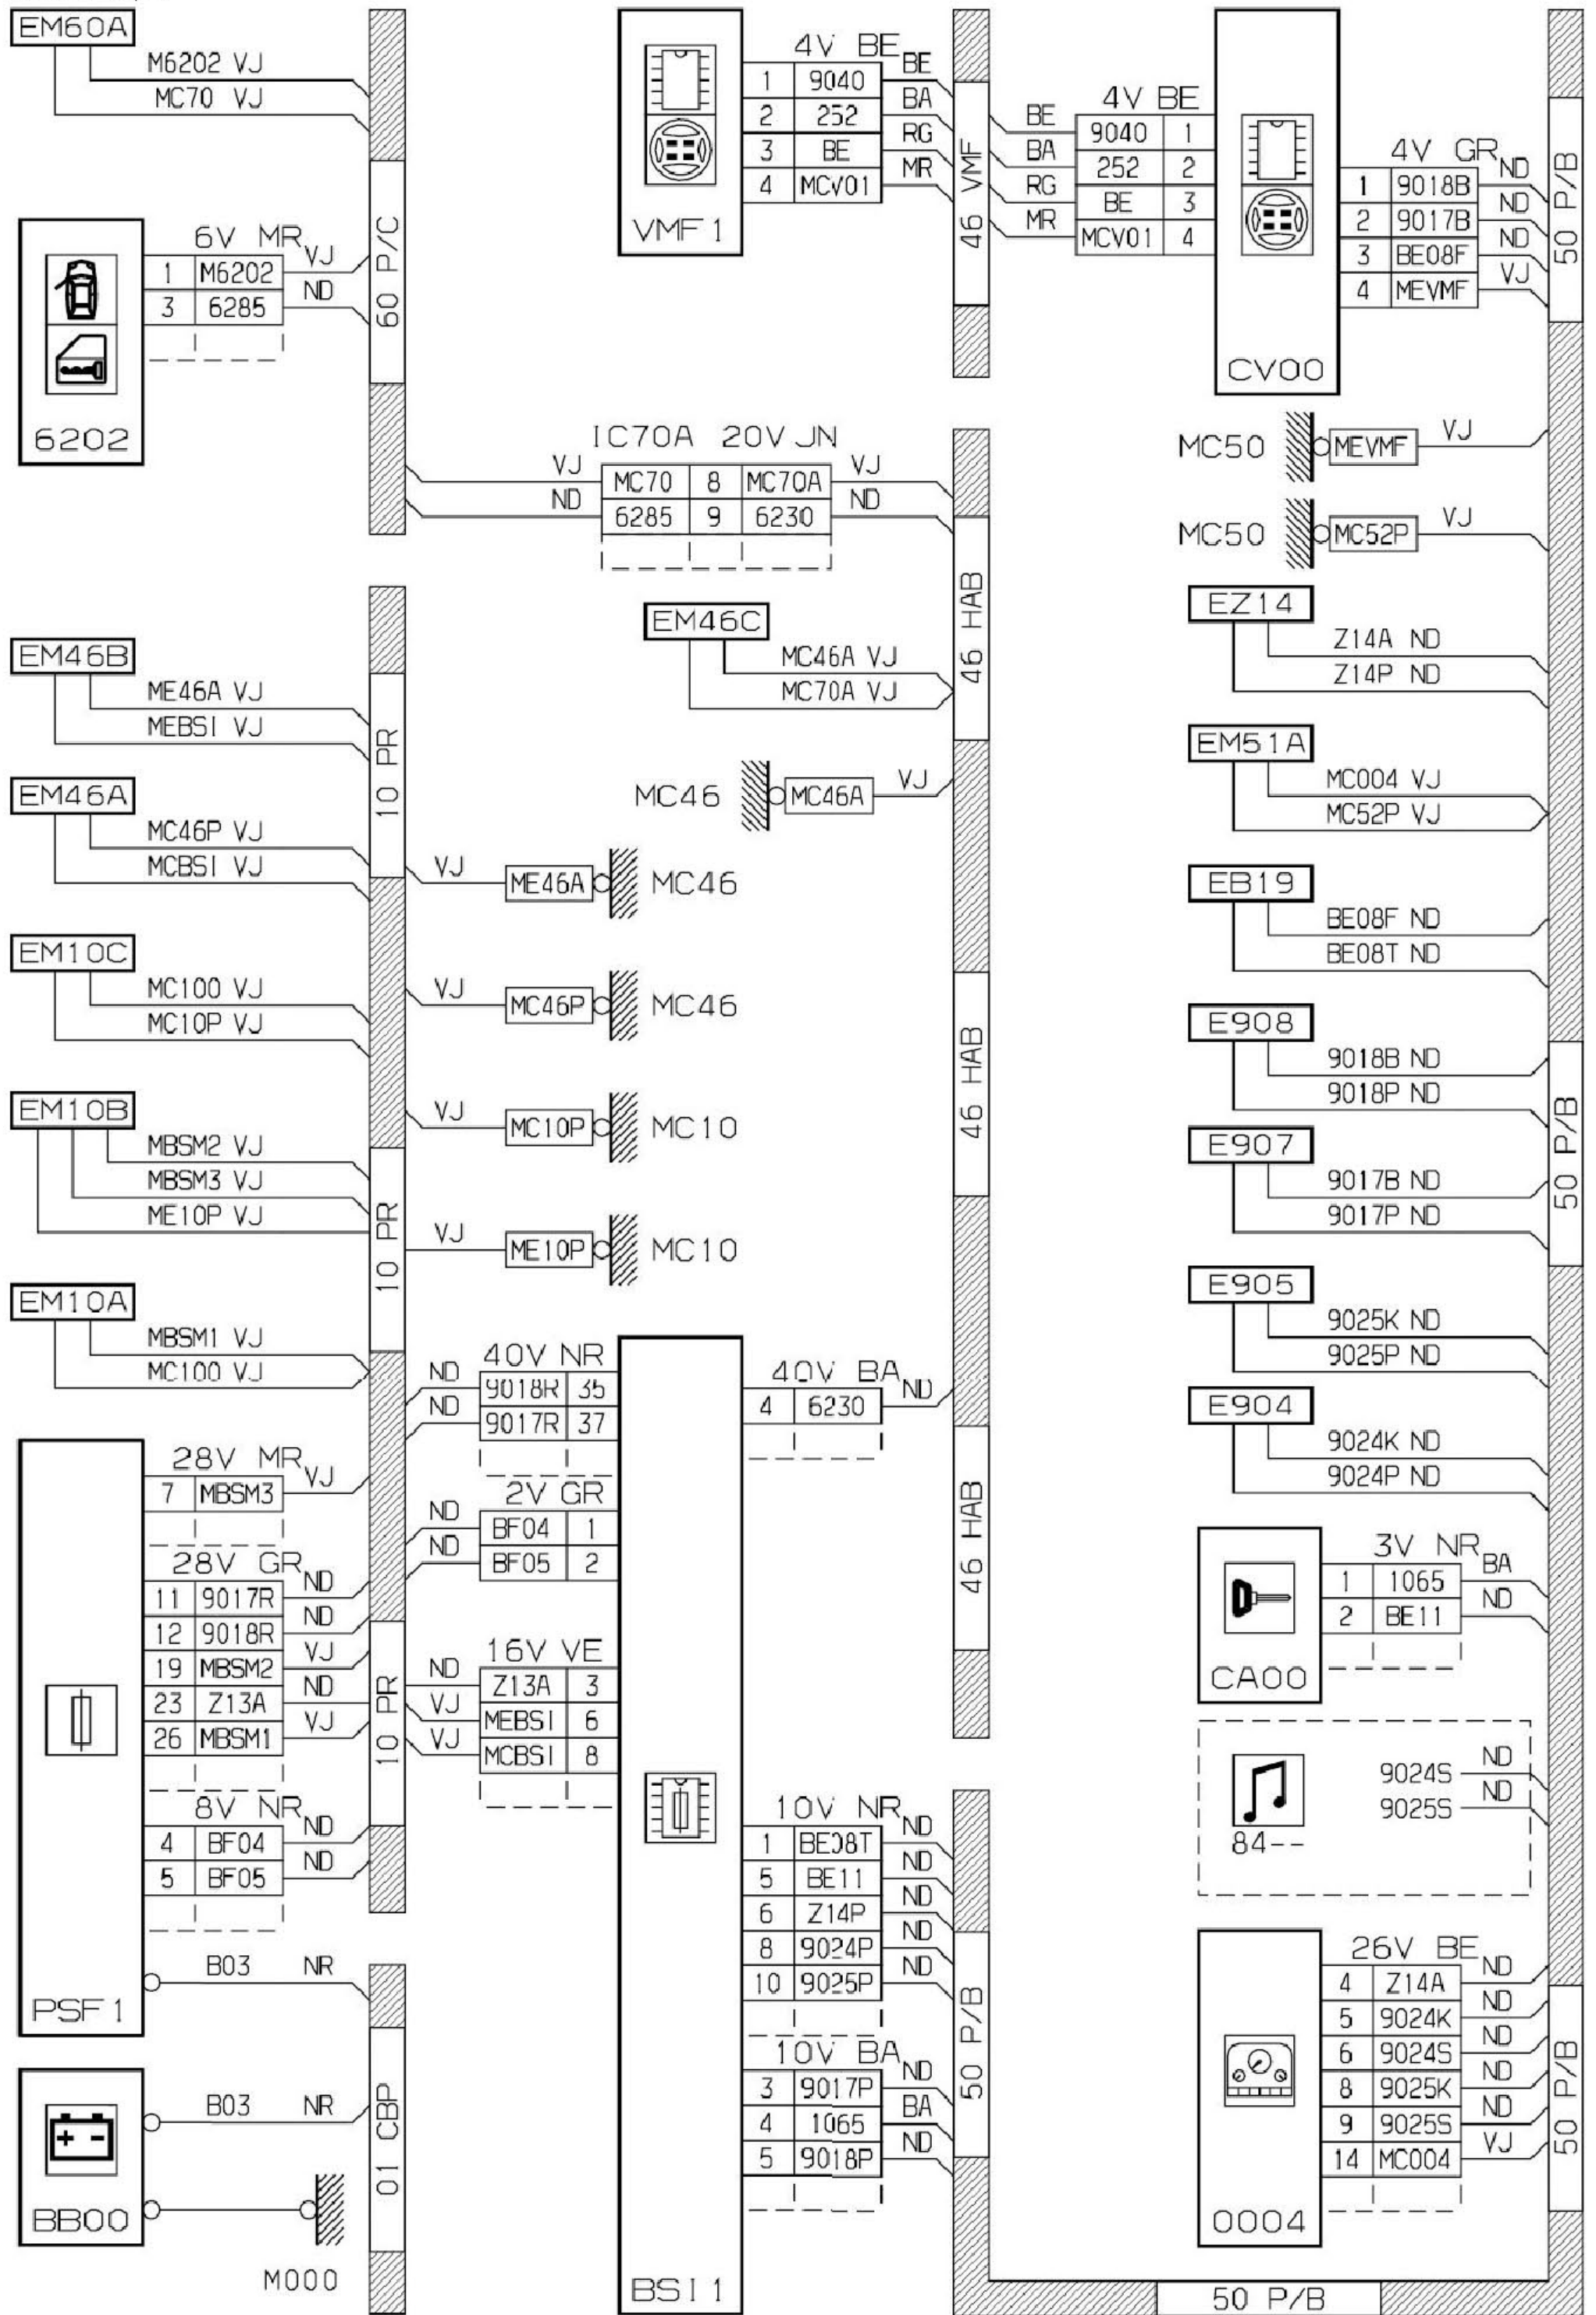 EM60A
M6202 VJ
MC70 VJ
6V MR
1 M6202 VJ
3 6285 ND
6202
60 P/C
4V BE
1 9040 BE
2 252 BA
3 BE RG
4 MCV01 MR
VMF1
46 VMF
4V BE
BE 9040 1
BA 252 2
RG BE 3
MR MCV01 4
CV00
4V GR
1 9018B ND
2 9017B ND
3 BE08F ND
4 MEVMF VJ
50 P/B
IC70A 20V JN
VJ MC70 8 MC70A VJ
ND 6285 9 6230 ND
MC50 MEVMF VJ
MC50 MC52P VJ
EM46C
MC46A VJ
MC70A VJ
46 HAB
MC46 MC46A VJ
EZ14
Z14A ND
Z14P ND
EM51A
MC004 VJ
MC52P VJ
EB19
BE08F ND
BE08T ND
E908
9018B ND
9018P ND
E907
9017B ND
9017P ND
50 P/B
E905
9025K ND
9025P ND
E904
9024K ND
9024P ND
EM46B
ME46A VJ
MEBSI VJ
10 PR
EM46A
MC46P VJ
MCBSI VJ
VJ ME46A MC46
EM10C
MC100 VJ
MC10P VJ
VJ MC46P MC46
46 HAB
EM10B
MBSM2 VJ
MBSM3 VJ
ME10P VJ
VJ MC10P MC10
10 PR
VJ ME10P MC10
EM10A
MBSM1 VJ
MC100 VJ
28V MR
7 MBSM3 VJ
28V GR
11 9017R ND
12 9018R ND
19 MBSM2 VJ
23 Z13A ND
26 MBSM1 VJ
8V NR
4 BF04 ND
5 BF05 ND
B03 NR
PSF1
10 PR
40V NR
ND 9018R 35
ND 9017R 37
2V GR
ND BF04 1
ND BF05 2
16V VE
ND Z13A 3
VJ MEBSI 6
VJ MCBSI 8
BSI1
40V BA
4 6230 ND
46 HAB
10V NR
1 BE08T ND
5 BE11 ND
6 Z14P ND
8 9024P ND
10 9025P ND
10V BA
3 9017P ND
4 1065 BA
5 9018P ND
50 P/B
3V NR
1 1065 BA
2 BE11 ND
CA00
9024S ND
9025S ND
84--
26V BE
4 Z14A ND
5 9024K ND
6 9024S ND
8 9025K ND
9 9025S ND
14 MC004 VJ
0004
50 P/B
B03 NR
BB00
M000
01 CBP
50 P/B